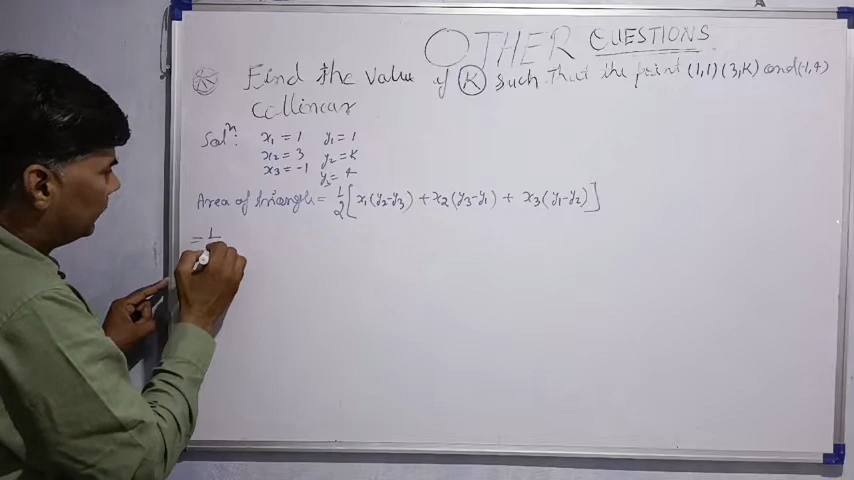 OTHER QUESTIONS
Find the value of K such that the point (1,1) (3,K) and (-1,4)
Collinear
Solⁿ: x₁ = 1 y₁ = 1
x₂ = 3 y₂ = K
x₃ = -1 y₃ = 4
Area of triangle = 1/2 [x₁(y₂-y₃) + x₂(y₃-y₁) + x₃(y₁-y₂)]
= 1